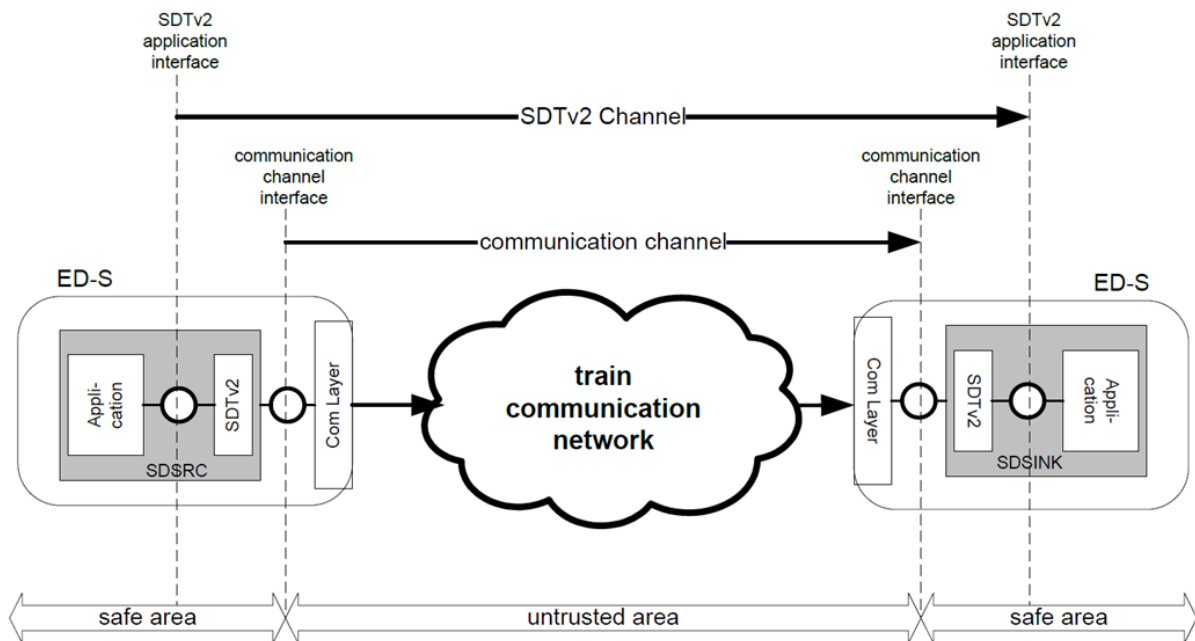 SDTv2
application
interface
SDTv2
application
interface
SDTv2 Channel
communication
channel
interface
communication
channel
interface
communication channel
ED-S
ED-S
Appli-
cation
SDTv2
Com Layer
SDSRC
train
communication
network
Com Layer
SDTv2
Appli-
cation
SDSINK
safe area
untrusted area
safe area